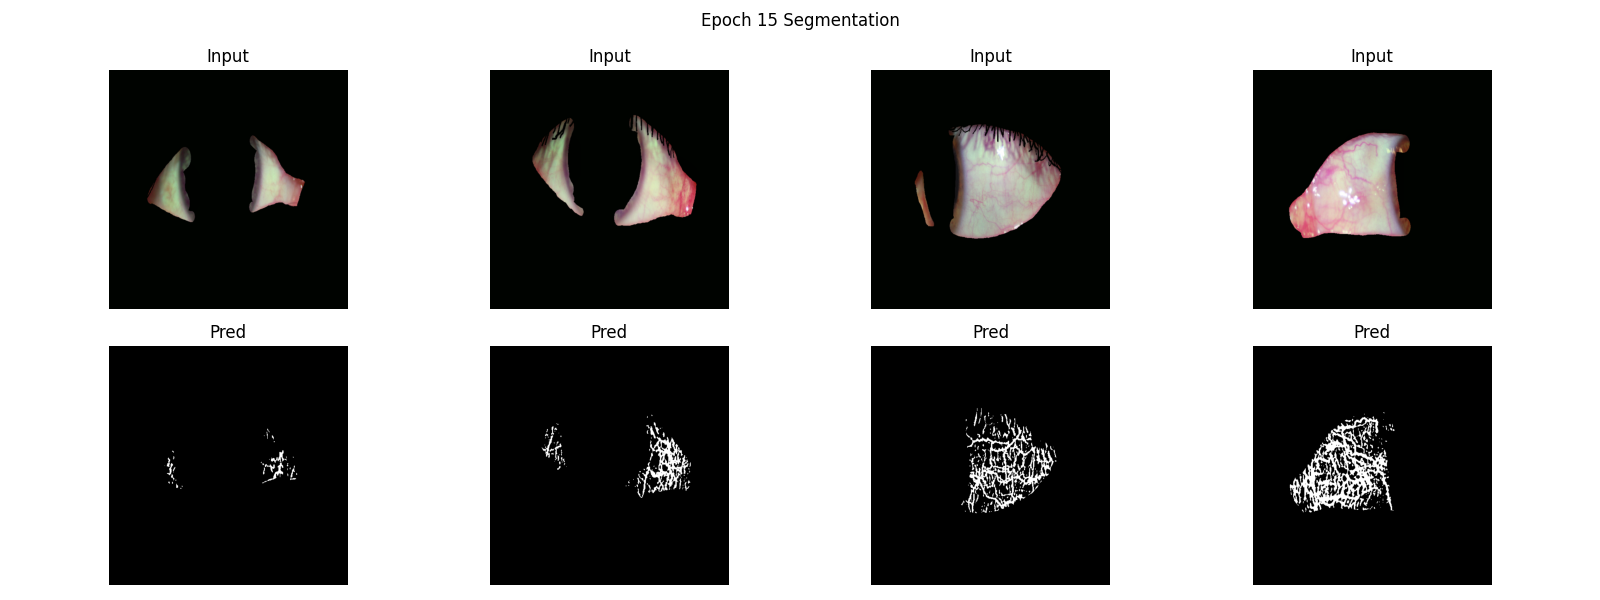 Epoch 15 Segmentation
Input Input Input Input
Pred Pred Pred Pred